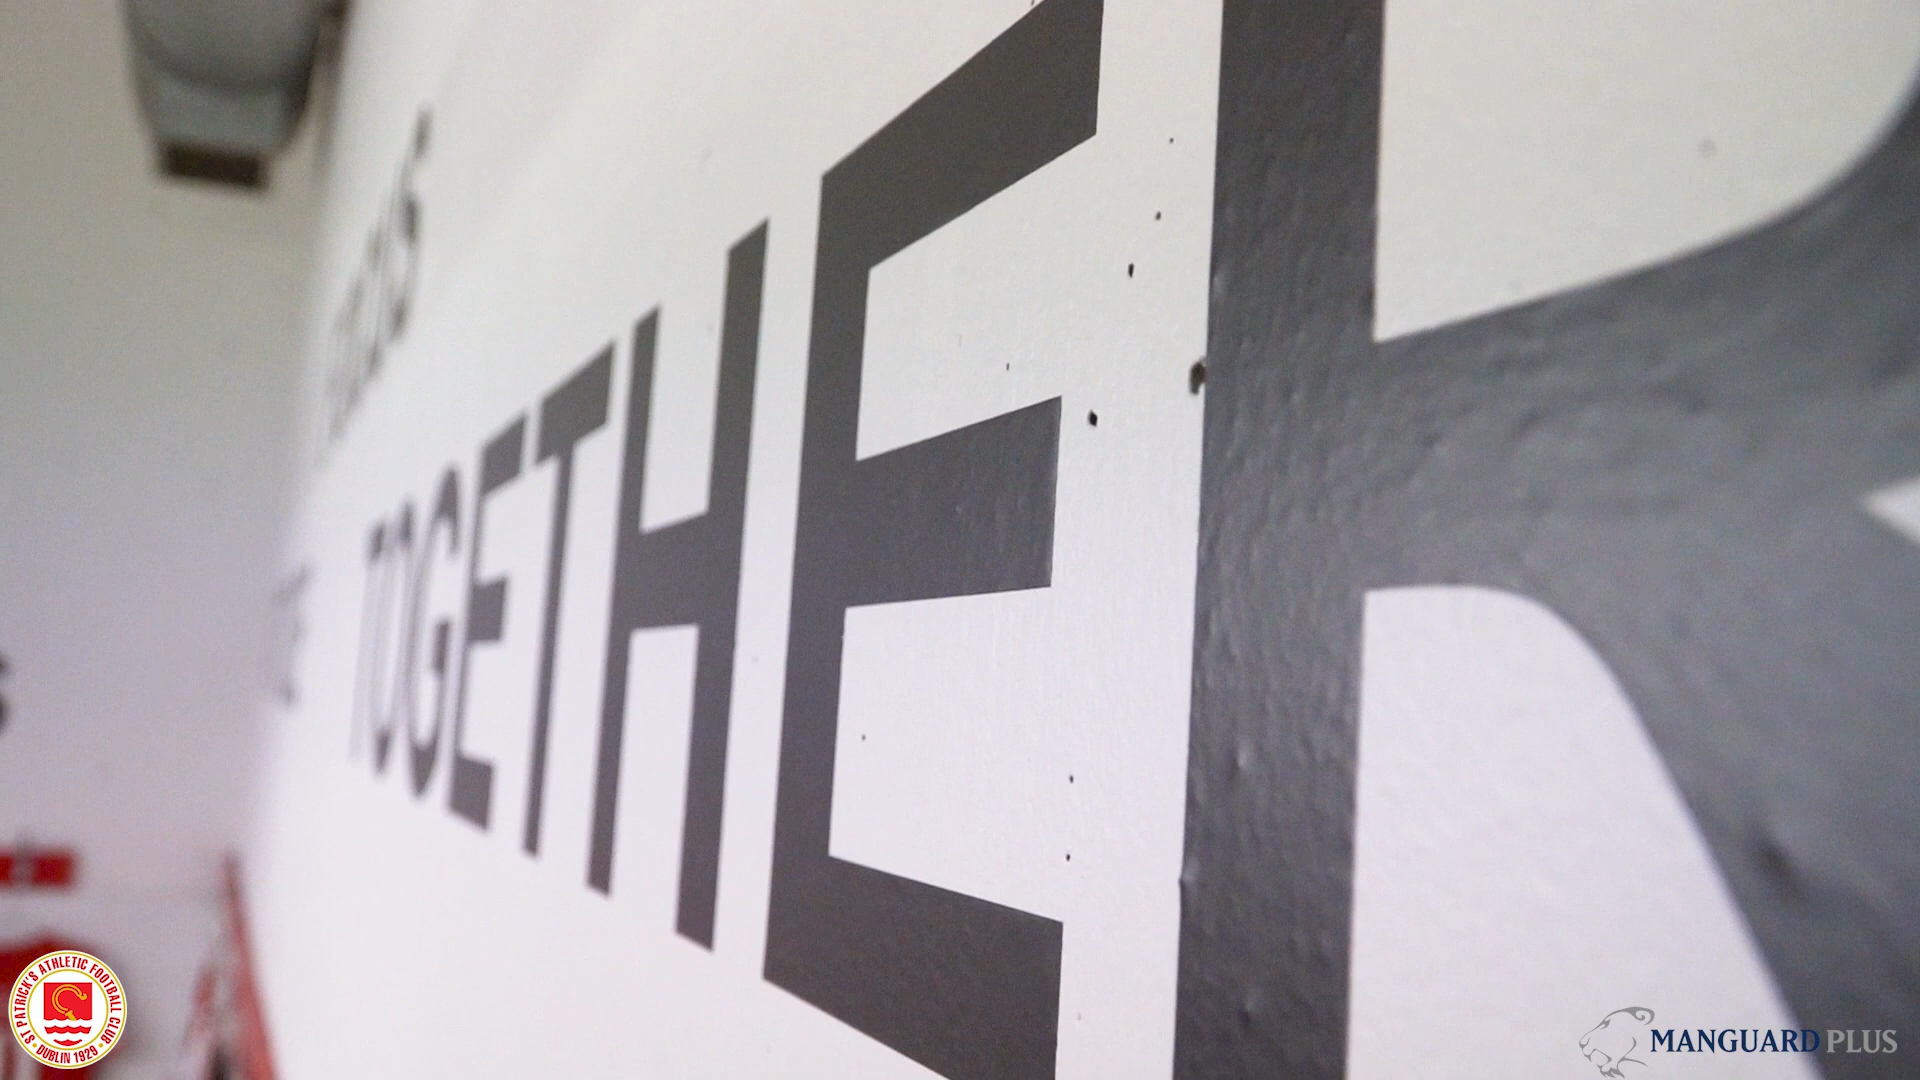 TOGETHER
ST PATRICK'S ATHLETIC FOOTBALL CLUB
DUBLIN 1929
MANGUARD PLUS